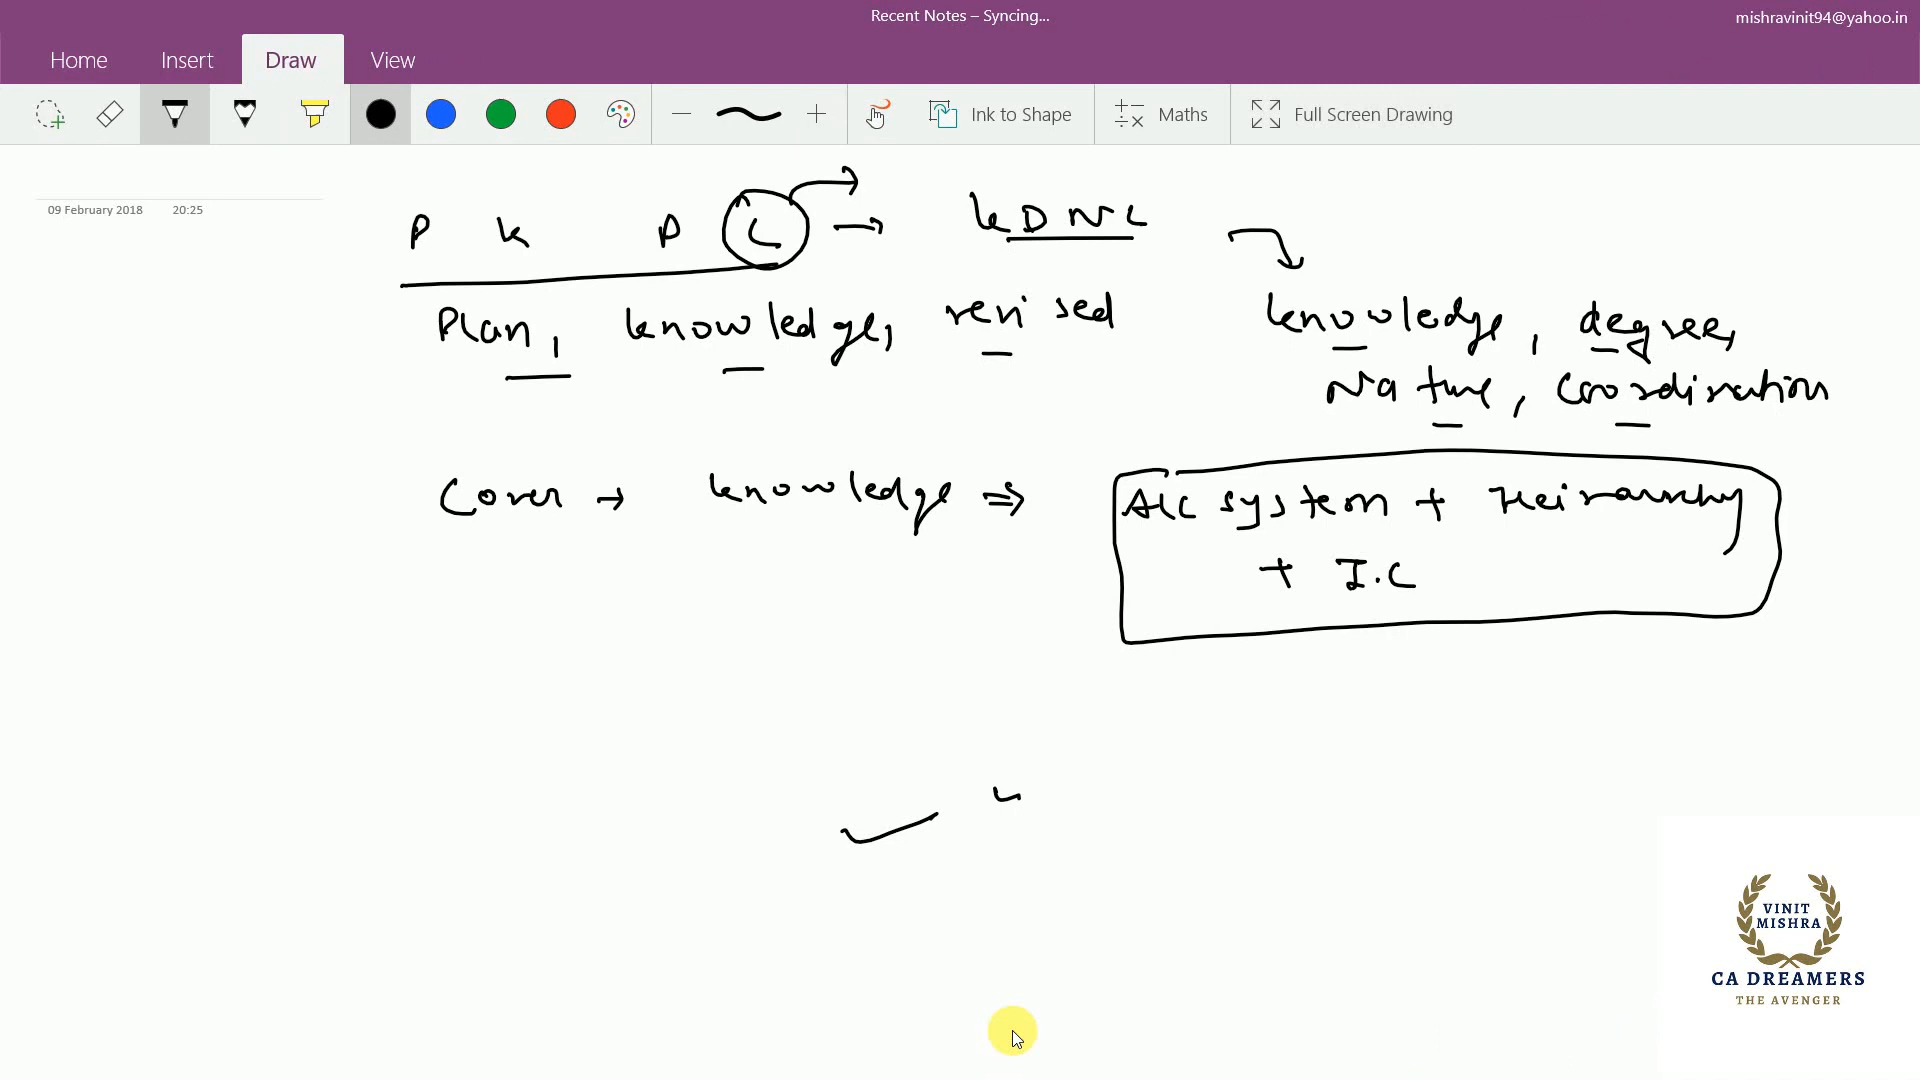 Recent Notes – Syncing...
mishravinit94@yahoo.in
Home Insert Draw View
Ink to Shape Maths Full Screen Drawing
09 February 2018 20:25
P K P C → KDNC
Plan, knowledge, revised
knowledge, degree,
Nature, Coordination
Cover → knowledge ⇒ A/c system + Heirarchy
+ I.C
VINIT
MISHRA
CA DREAMERS
THE AVENGER